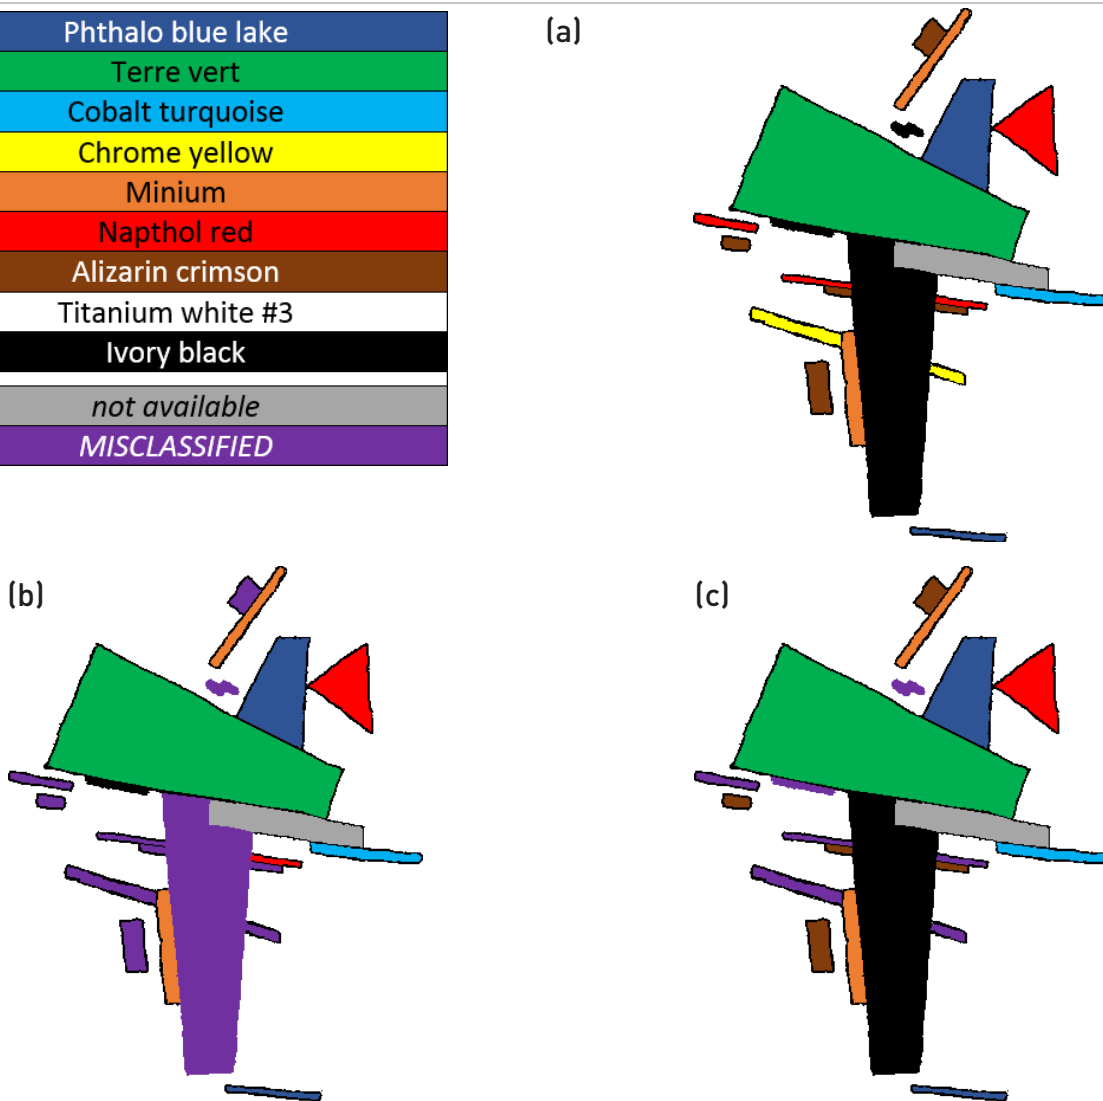 Phthalo blue lake
Terre vert
Cobalt turquoise
Chrome yellow
Minium
Napthol red
Alizarin crimson
Titanium white #3
Ivory black
not available
MISCLASSIFIED
(a)
(b)
(c)